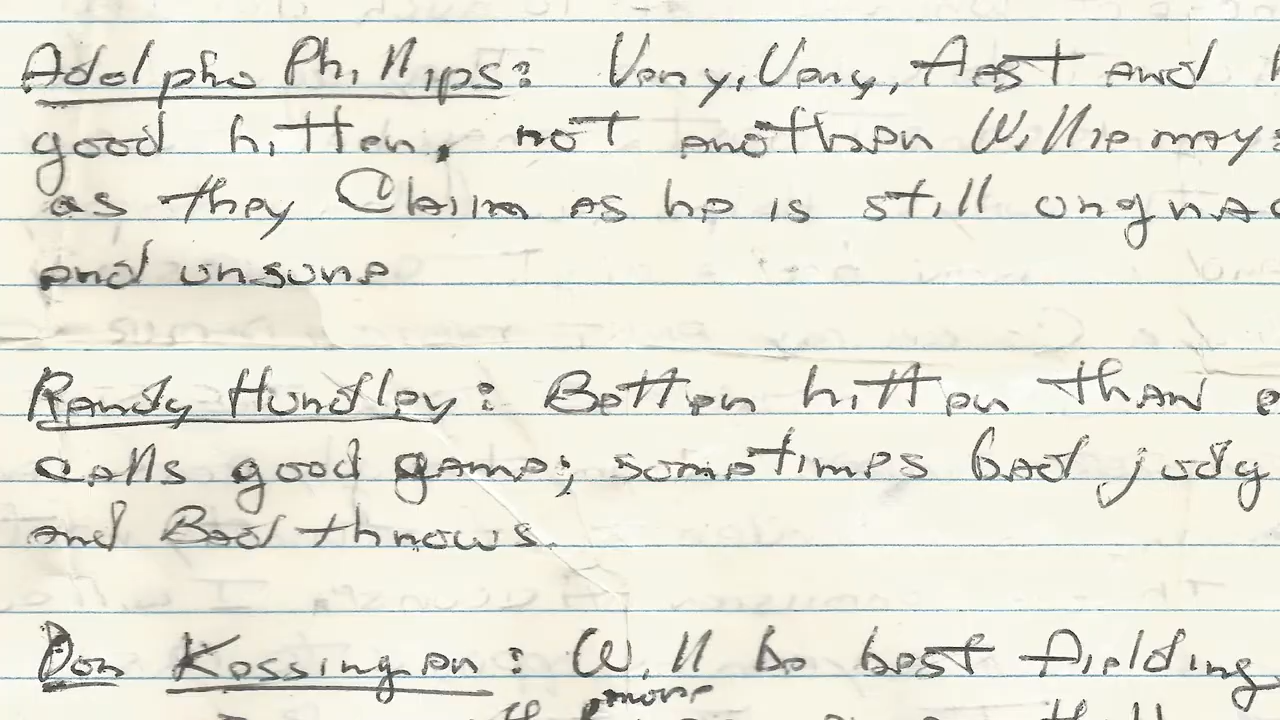 Adolpho Phillips: Very, Very, Fast and
good hitter, not another Willie may
as they Claim as he is still
and unsure
Randy Hundley: Better hitter than
calls good game; sometimes bad judg
and Bad throws.
Don Kessinger: Will be best fielding
more